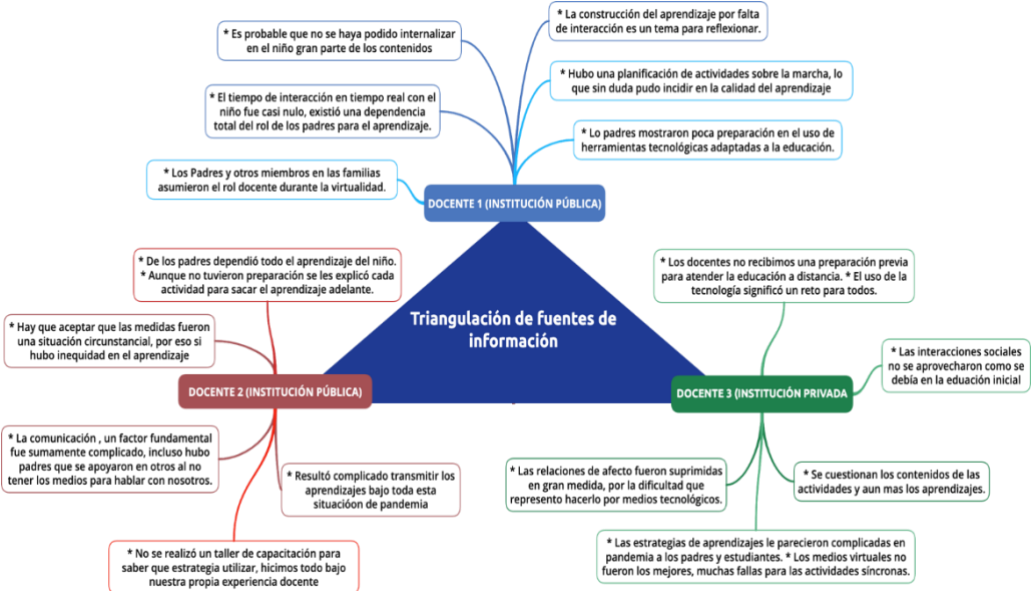 * Es probable que no se haya podido internalizar
en el niño gran parte de los contenidos
* La construcción del aprendizaje por falta
de interacción es un tema para reflexionar.
* El tiempo de interacción en tiempo real con el
niño fue casi nulo, existió una dependencia
total del rol de los padres para el aprendizaje.
* Hubo una planificación de actividades sobre la marcha, lo
que sin duda pudo incidir en la calidad del aprendizaje
* Lo padres mostraron poca preparación en el uso de
herramientas tecnológicas adaptadas a la educación.
* Los Padres y otros miembros en las familias
asumieron el rol docente durante la virtualidad.
DOCENTE 1 (INSTITUCIÓN PÚBLICA)
Triangulación de fuentes de
información
* De los padres dependió todo el aprendizaje del niño.
* Aunque no tuvieron preparación se les explicó cada
actividad para sacar el aprendizaje adelante.
* Hay que aceptar que las medidas fueron
una situación circunstancial, por eso si
hubo inequidad en el aprendizaje
DOCENTE 2 (INSTITUCIÓN PÚBLICA)
* La comunicación , un factor fundamental
fue sumamente complicado, incluso hubo
padres que se apoyaron en otros al no
tener los medios para hablar con nosotros.
* Resultó complicado transmitir los
aprendizajes bajo toda esta
situacióon de pandemia
* No se realizó un taller de capacitación para
saber que estrategia utilizar, hicimos todo bajo
nuestra propia experiencia docente
* Los docentes no recibimos una preparación previa
para atender la educación a distancia. * El uso de la
tecnología significó un reto para todos.
* Las interacciones sociales
no se aprovecharon como se
debía en la eduación inicial
DOCENTE 3 (INSTITUCIÓN PRIVADA
* Las relaciones de afecto fueron suprimidas
en gran medida, por la dificultad que
represento hacerlo por medios tecnológicos.
* Se cuestionan los contenidos de las
actividades y aun mas los aprendizajes.
* Las estrategias de aprendizajes le parecieron complicadas en
pandemia a los padres y estudiantes. * Los medios virtuales no
fueron los mejores, muchas fallas para las actividades síncronas.